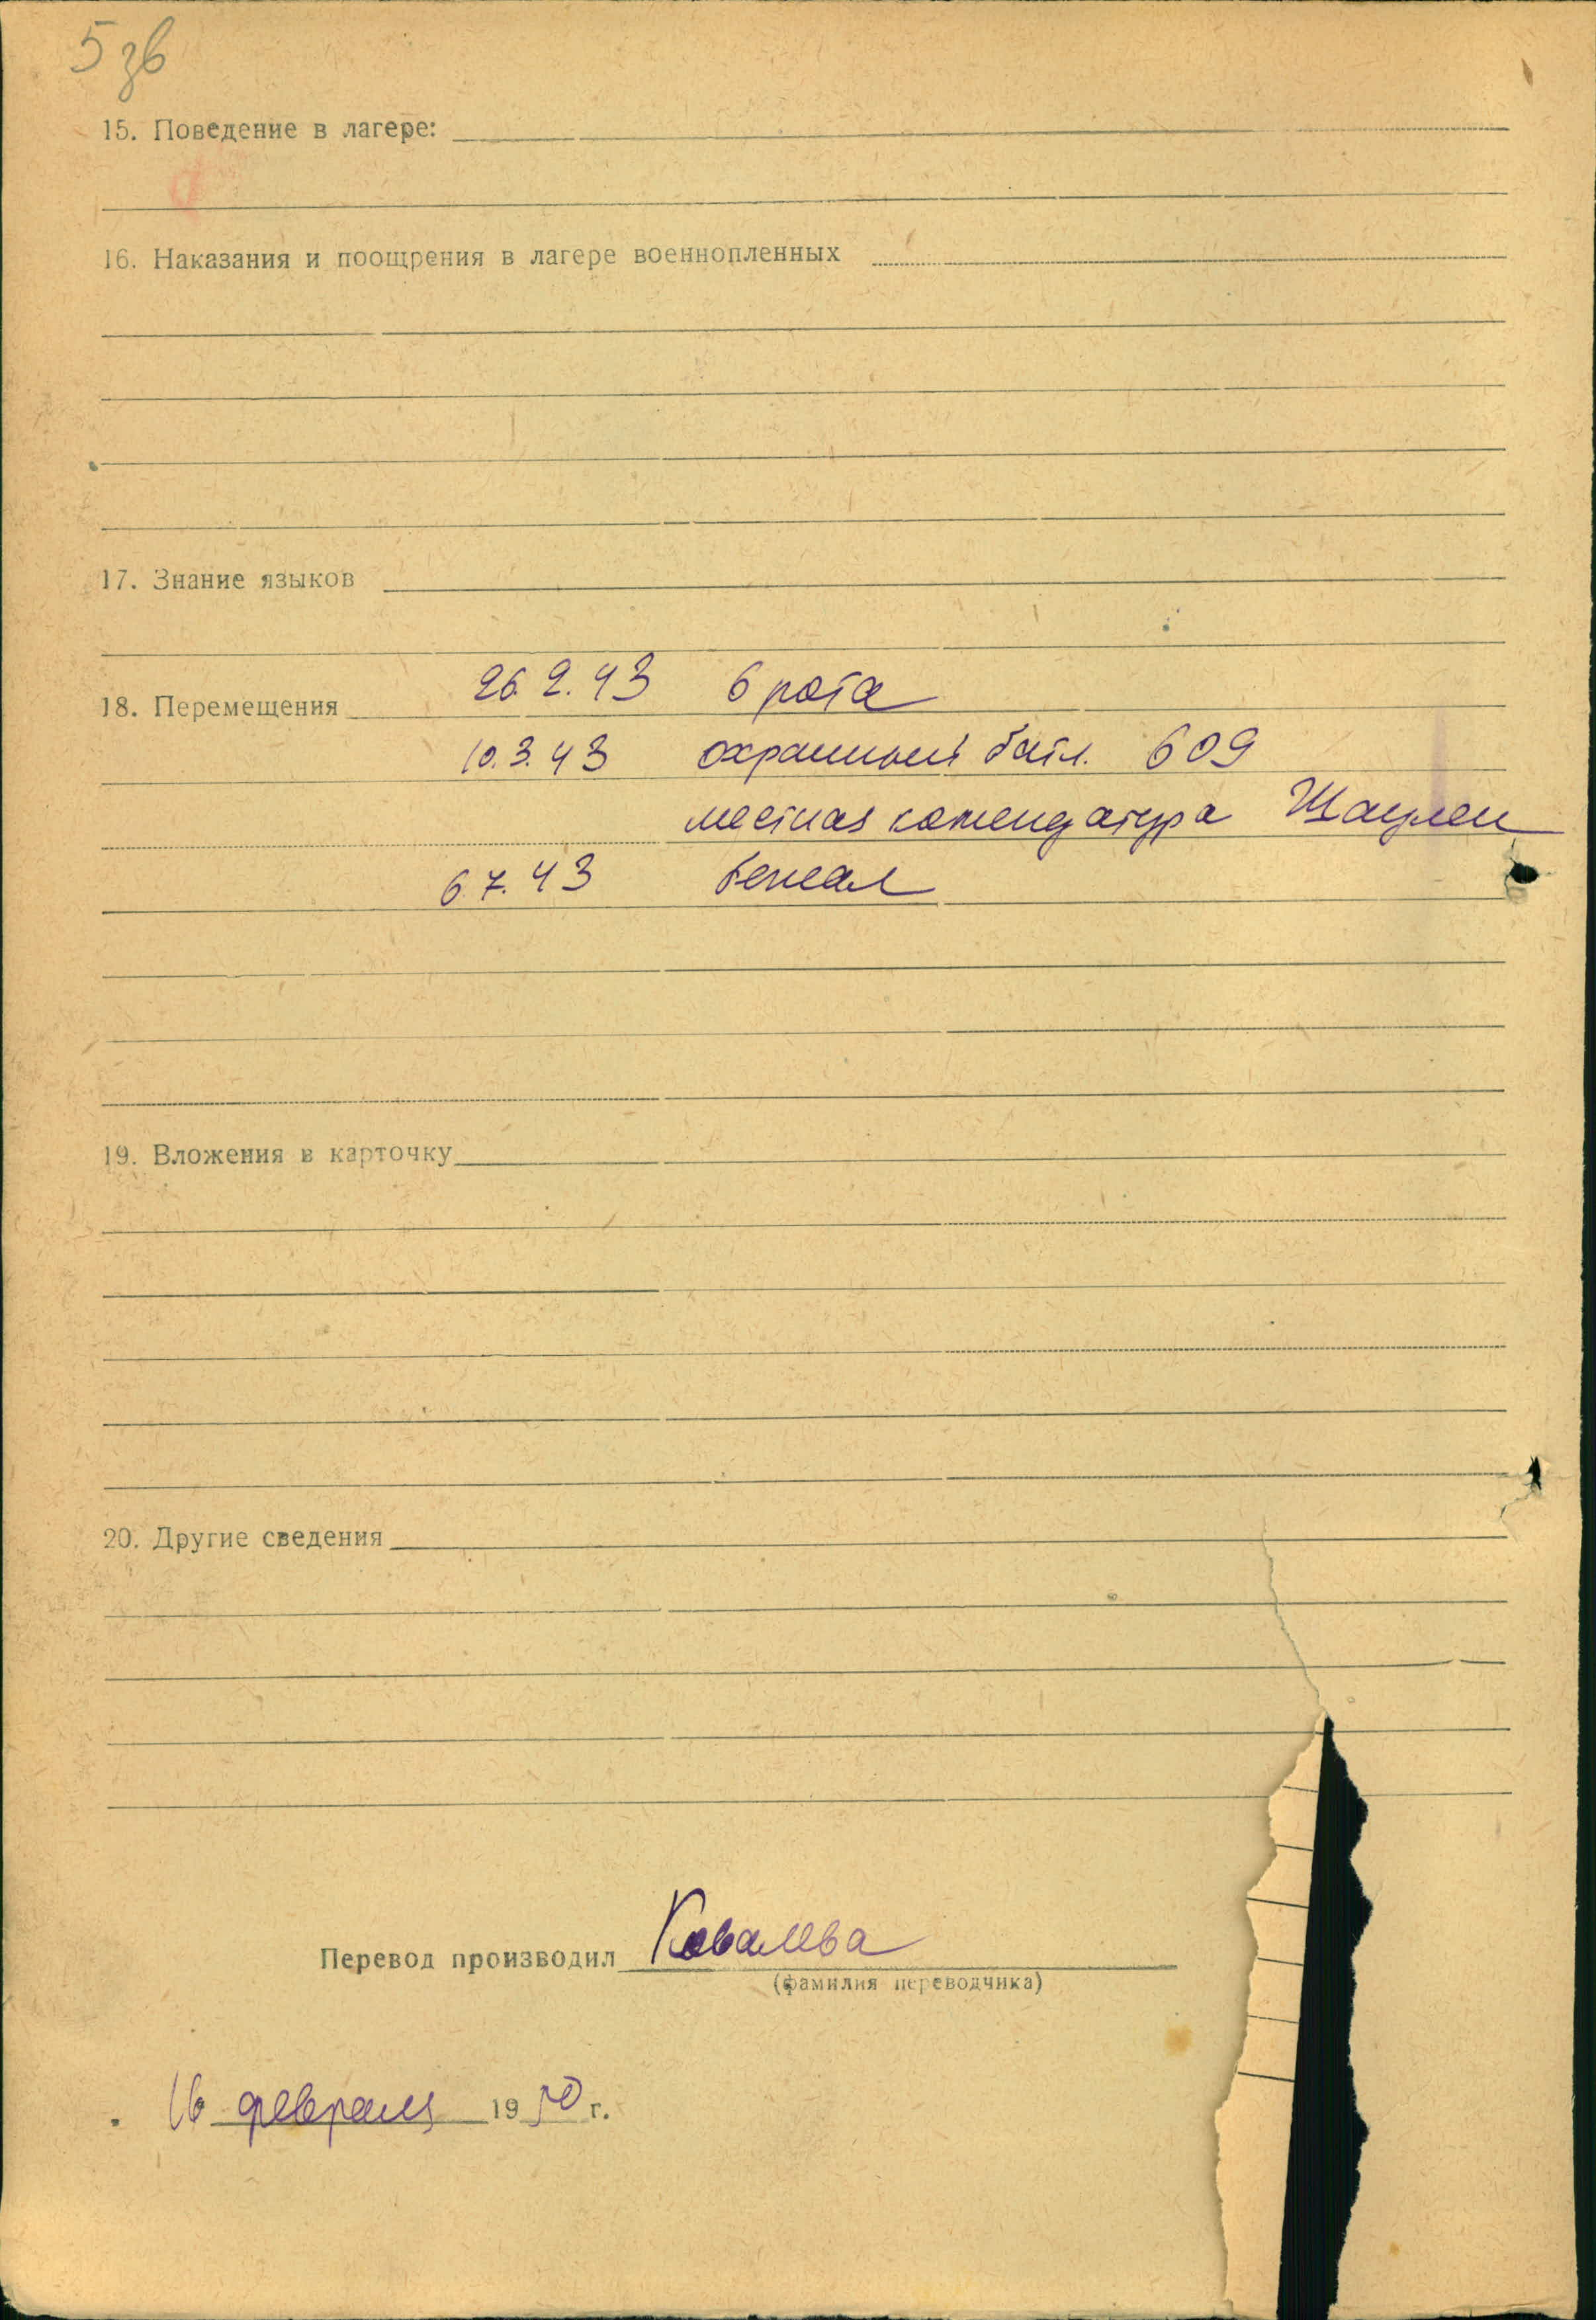 5 зв
15. Поведение в лагере:
16. Наказания и поощрения в лагере военнопленных
17. Знание языков
18. Перемещения 26.2.43 6 рота
10.3.43 охранный батл. 609
местная комендатура Шаулен
6.7.43 бежал
19. Вложения в карточку
20. Другие сведения
Перевод производил Ковалева
(фамилия переводчика)
16 февраля 1950 г.